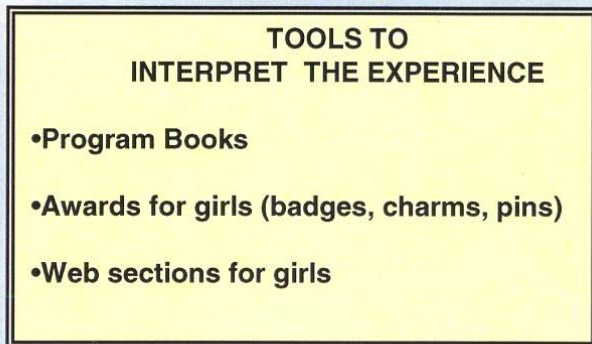 TOOLS TO
INTERPRET THE EXPERIENCE
•Program Books
•Awards for girls (badges, charms, pins)
•Web sections for girls